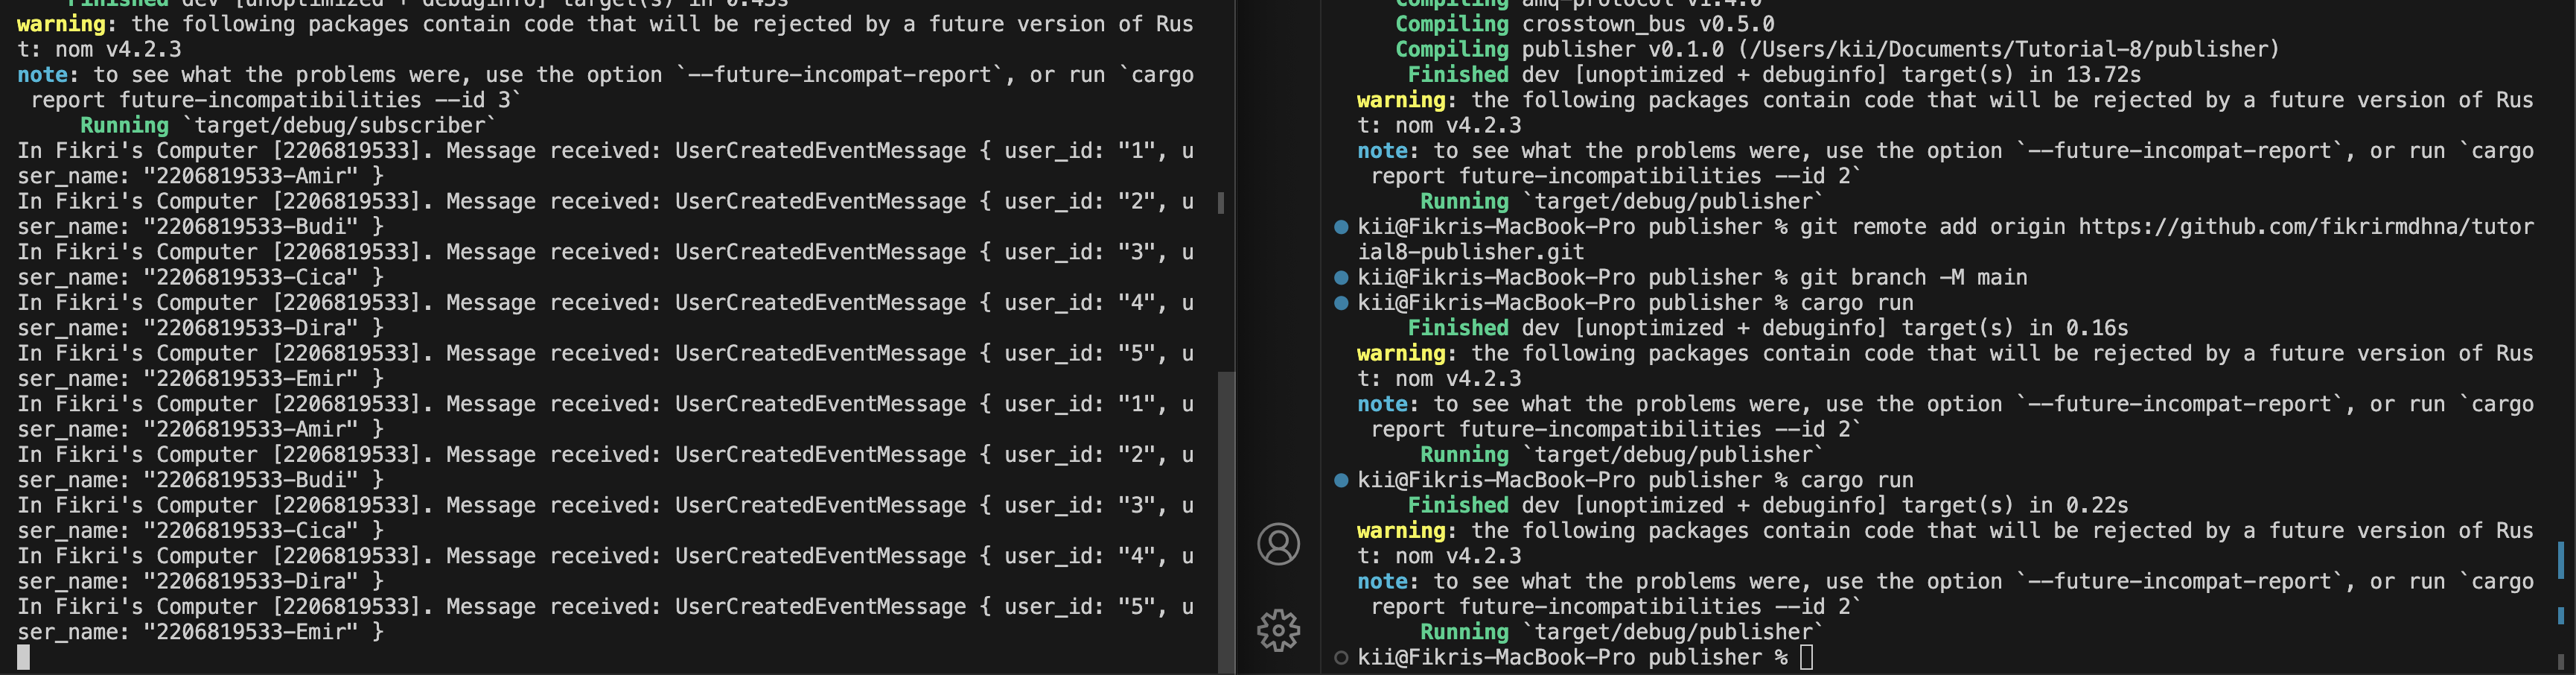 Finished dev [unoptimized + debuginfo] target(s) in 0.45s
warning: the following packages contain code that will be rejected by a future version of Rus
t: nom v4.2.3
note: to see what the problems were, use the option `--future-incompat-report`, or run `cargo
 report future-incompatibilities --id 3`
Running `target/debug/subscriber`
In Fikri's Computer [2206819533]. Message received: UserCreatedEventMessage { user_id: "1", u
ser_name: "2206819533-Amir" }
In Fikri's Computer [2206819533]. Message received: UserCreatedEventMessage { user_id: "2", u
ser_name: "2206819533-Budi" }
In Fikri's Computer [2206819533]. Message received: UserCreatedEventMessage { user_id: "3", u
ser_name: "2206819533-Cica" }
In Fikri's Computer [2206819533]. Message received: UserCreatedEventMessage { user_id: "4", u
ser_name: "2206819533-Dira" }
In Fikri's Computer [2206819533]. Message received: UserCreatedEventMessage { user_id: "5", u
ser_name: "2206819533-Emir" }
In Fikri's Computer [2206819533]. Message received: UserCreatedEventMessage { user_id: "1", u
ser_name: "2206819533-Amir" }
In Fikri's Computer [2206819533]. Message received: UserCreatedEventMessage { user_id: "2", u
ser_name: "2206819533-Budi" }
In Fikri's Computer [2206819533]. Message received: UserCreatedEventMessage { user_id: "3", u
ser_name: "2206819533-Cica" }
In Fikri's Computer [2206819533]. Message received: UserCreatedEventMessage { user_id: "4", u
ser_name: "2206819533-Dira" }
In Fikri's Computer [2206819533]. Message received: UserCreatedEventMessage { user_id: "5", u
ser_name: "2206819533-Emir" }
Compiling amq-protocol v1.4.0
Compiling crosstown_bus v0.5.0
Compiling publisher v0.1.0 (/Users/kii/Documents/Tutorial-8/publisher)
Finished dev [unoptimized + debuginfo] target(s) in 13.72s
warning: the following packages contain code that will be rejected by a future version of Rus
t: nom v4.2.3
note: to see what the problems were, use the option `--future-incompat-report`, or run `cargo
 report future-incompatibilities --id 2`
Running `target/debug/publisher`
kii@Fikris-MacBook-Pro publisher % git remote add origin https://github.com/fikrirmdhna/tutor
ial8-publisher.git
kii@Fikris-MacBook-Pro publisher % git branch -M main
kii@Fikris-MacBook-Pro publisher % cargo run
Finished dev [unoptimized + debuginfo] target(s) in 0.16s
warning: the following packages contain code that will be rejected by a future version of Rus
t: nom v4.2.3
note: to see what the problems were, use the option `--future-incompat-report`, or run `cargo
 report future-incompatibilities --id 2`
Running `target/debug/publisher`
kii@Fikris-MacBook-Pro publisher % cargo run
Finished dev [unoptimized + debuginfo] target(s) in 0.22s
warning: the following packages contain code that will be rejected by a future version of Rus
t: nom v4.2.3
note: to see what the problems were, use the option `--future-incompat-report`, or run `cargo
 report future-incompatibilities --id 2`
Running `target/debug/publisher`
kii@Fikris-MacBook-Pro publisher %